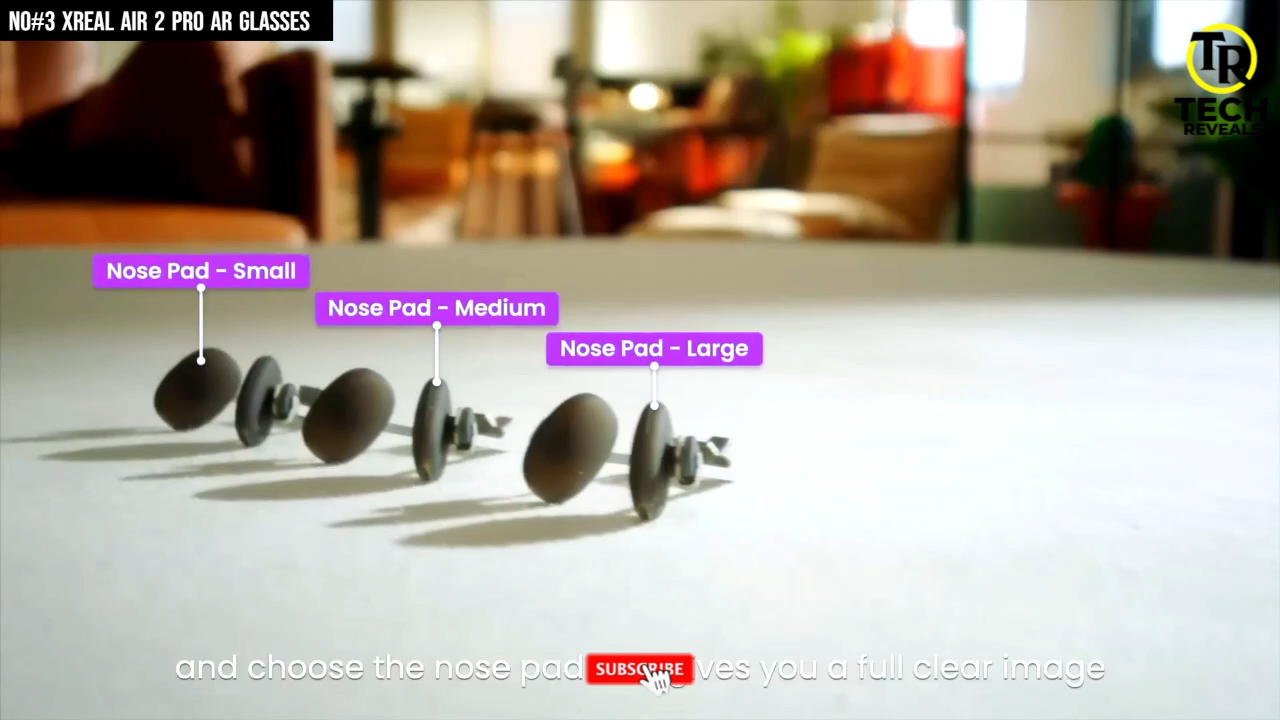 NO#3 XREAL AIR 2 PRO AR GLASSES
TR
TECH
REVEALS
Nose Pad - Small
Nose Pad - Medium
Nose Pad - Large
and choose the nose pad ves you a full clear image
SUBSCRIBE